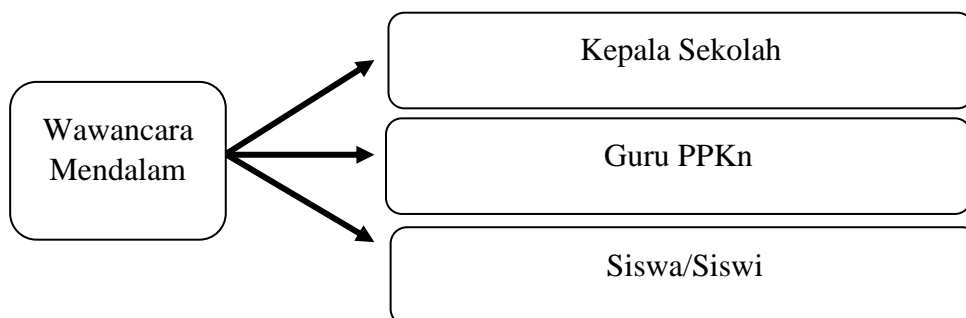 Wawancara
Mendalam
Kepala Sekolah
Guru PPKn
Siswa/Siswi